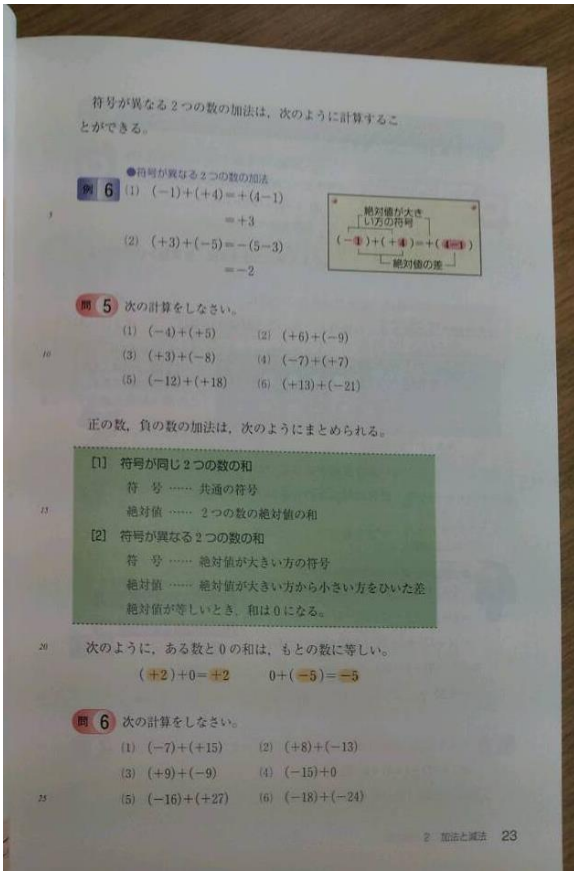 符号が異なる2つの数の加法は，次のように計算するこ
とができる。
●符号が異なる2つの数の加法
例 6 (1) (−1)+(+4)=+(4−1)
5
=+3
(2) (+3)+(−5)=−(5−3)
=−2
絶対値が大き
い方の符号
(−1)+(+4)=+(4−1)
絶対値の差
問 5 次の計算をしなさい。
(1) (−4)+(+5) (2) (+6)+(−9)
10 (3) (+3)+(−8) (4) (−7)+(+7)
(5) (−12)+(+18) (6) (+13)+(−21)
正の数，負の数の加法は，次のようにまとめられる。
[1] 符号が同じ2つの数の和
符 号 …… 共通の符号
15 絶対値 …… 2つの数の絶対値の和
[2] 符号が異なる2つの数の和
符 号 …… 絶対値が大きい方の符号
絶対値 …… 絶対値が大きい方から小さい方をひいた差
絶対値が等しいとき，和は0になる。
20 次のように，ある数と0の和は，もとの数に等しい。
(+2)+0=+2 0+(−5)=−5
問 6 次の計算をしなさい。
(1) (−7)+(+15) (2) (+8)+(−13)
(3) (+9)+(−9) (4) (−15)+0
25 (5) (−16)+(+27) (6) (−18)+(−24)
2 加法と減法 23